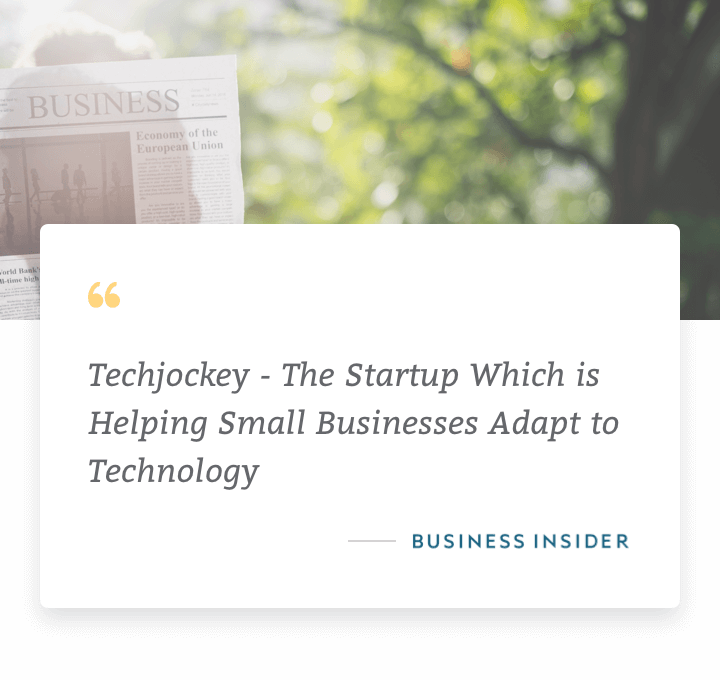 BUSINESS
Economy of the
European Union
World Bank'
“
Techjockey - The Startup Which is
Helping Small Businesses Adapt to
Technology
BUSINESS INSIDER